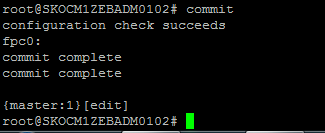 root@SKOCM1ZEBADM0102# commit
configuration check succeeds
fpc0:
commit complete
commit complete
{master:1}[edit]
root@SKOCM1ZEBADM0102#